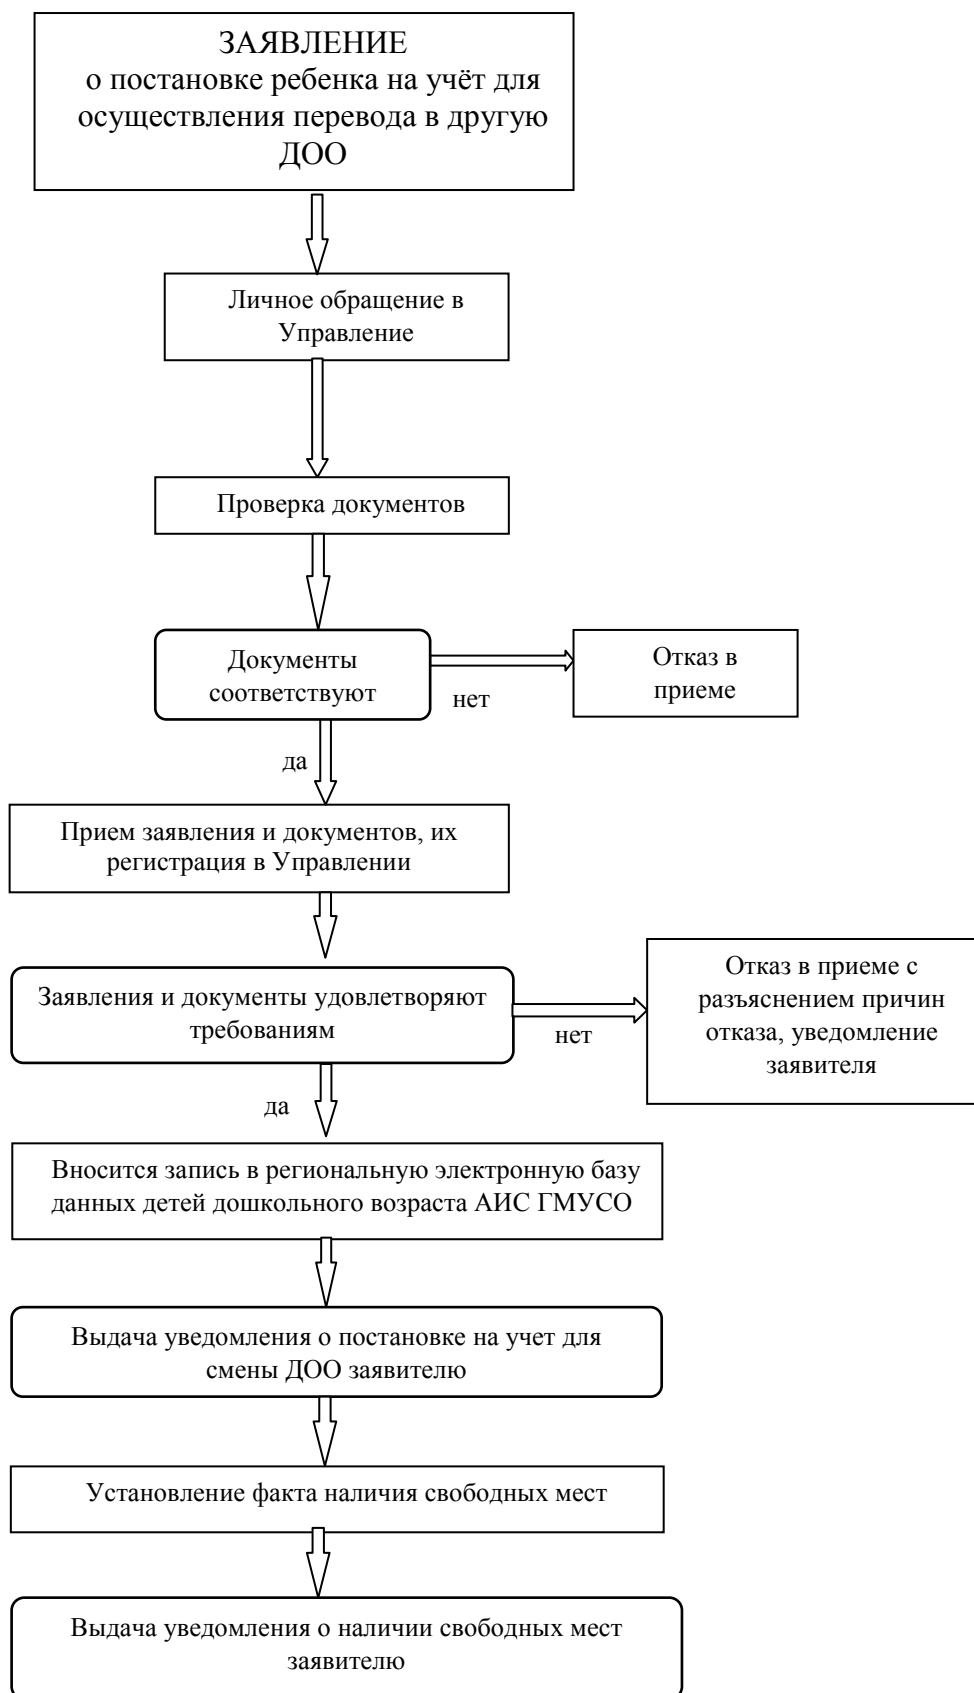 ЗАЯВЛЕНИЕ
о постановке ребенка на учёт для
осуществления перевода в другую
ДОО
Личное обращение в
Управление
Проверка документов
Документы
соответствуют
нет
Отказ в
приеме
да
Прием заявления и документов, их
регистрация в Управлении
Заявления и документы удовлетворяют
требованиям
нет
Отказ в приеме с
разъяснением причин
отказа, уведомление
заявителя
да
Вносится запись в региональную электронную базу
данных детей дошкольного возраста АИС ГМУСО
Выдача уведомления о постановке на учет для
смены ДОО заявителю
Установление факта наличия свободных мест
Выдача уведомления о наличии свободных мест
заявителю